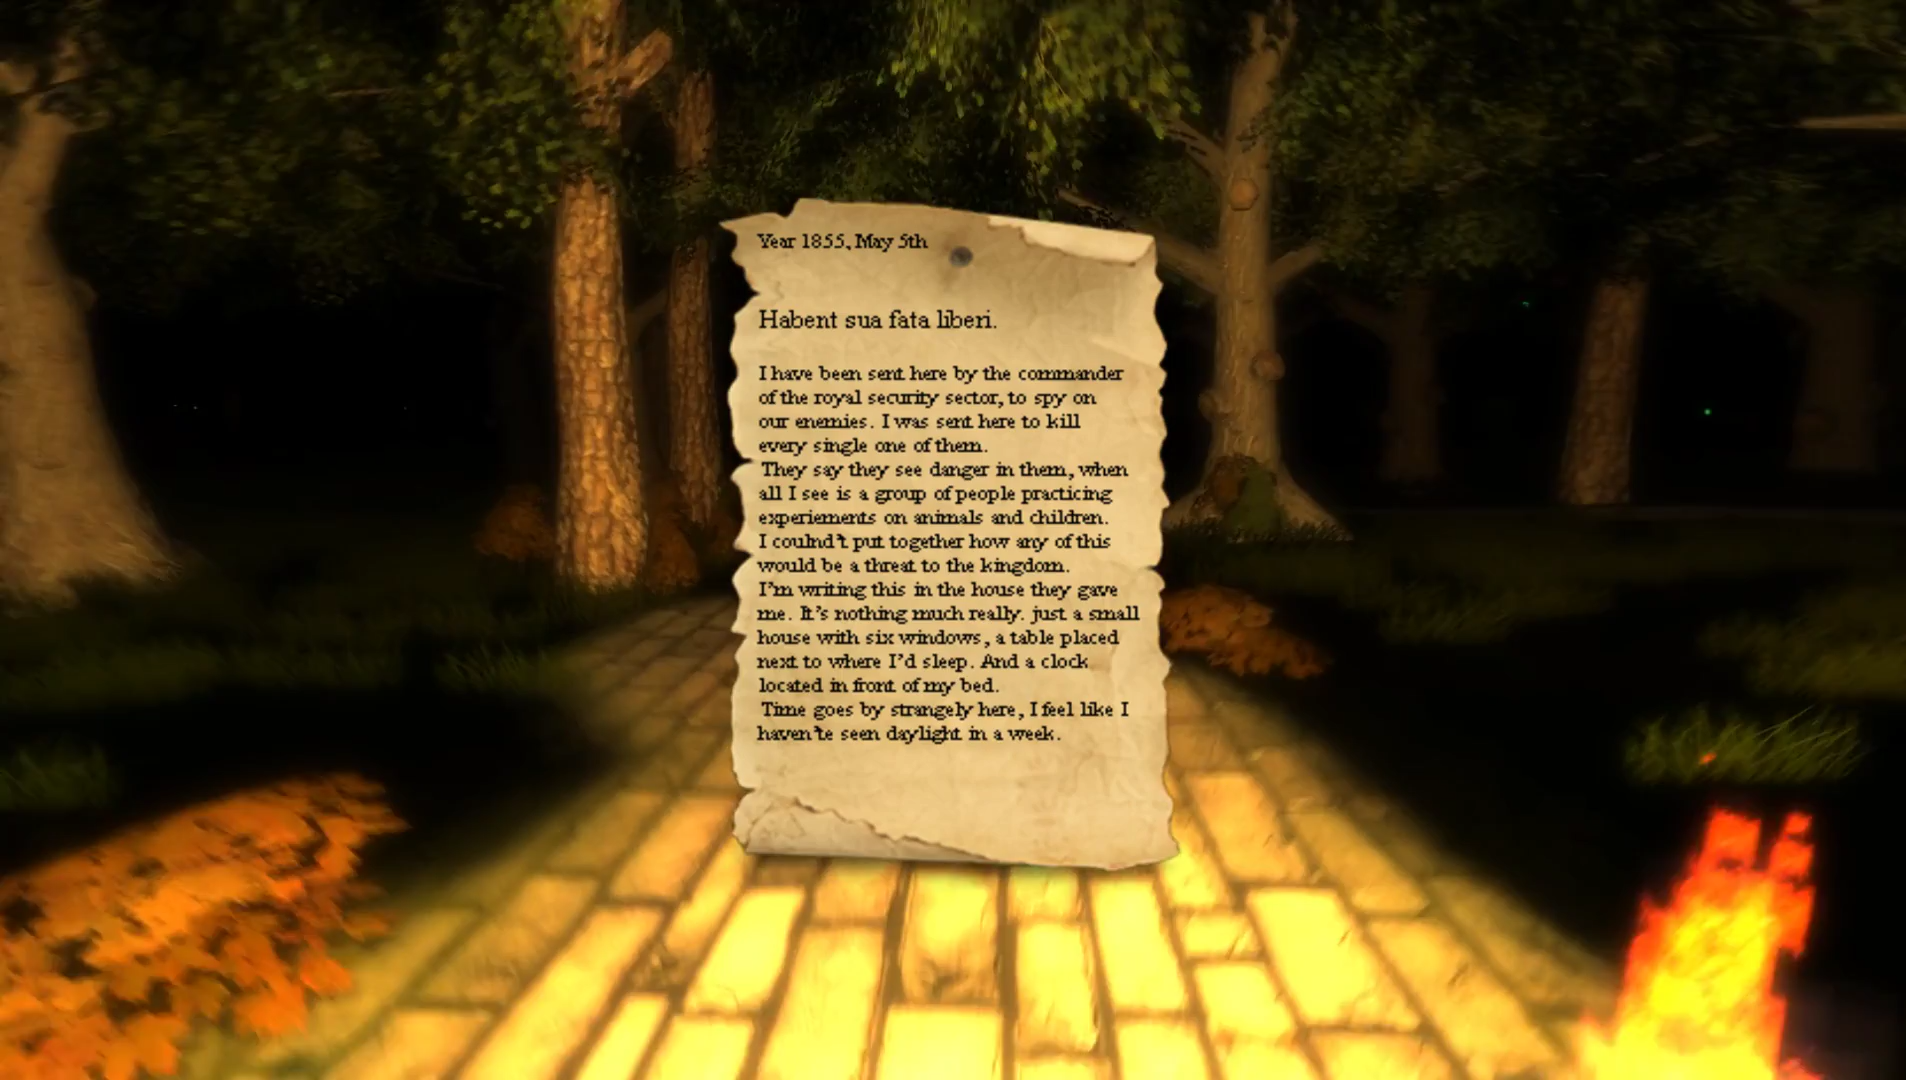 Year 1855, May 5th
Habent sua fata liberi.
I have been sent here by the commander
of the royal security sector, to spy on
our enemies. I was sent here to kill
every single one of them.
They say they see danger in them, when
all I see is a group of people practicing
experiements on animals and children.
I coulnd't put together how any of this
would be a threat to the kingdom.
I'm writing this in the house they gave
me. It's nothing much really. just a small
house with six windows, a table placed
next to where I'd sleep. And a clock
located in front of my bed.
Time goes by strangely here, I feel like I
haven'te seen daylight in a week.